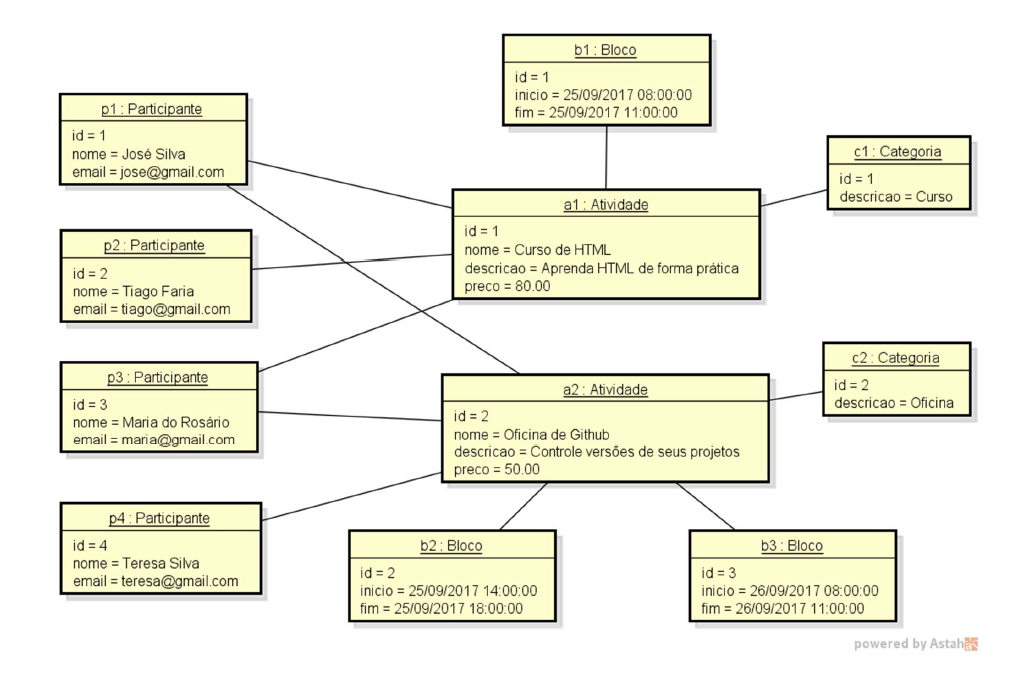 b1 : Bloco
id = 1
inicio = 25/09/2017 08:00:00
fim = 25/09/2017 11:00:00
p1 : Participante
id = 1
nome = José Silva
email = jose@gmail.com
c1 : Categoria
id = 1
descricao = Curso
a1 : Atividade
id = 1
nome = Curso de HTML
descricao = Aprenda HTML de forma prática
preco = 80.00
p2 : Participante
id = 2
nome = Tiago Faria
email = tiago@gmail.com
p3 : Participante
id = 3
nome = Maria do Rosário
email = maria@gmail.com
c2 : Categoria
id = 2
descricao = Oficina
a2 : Atividade
id = 2
nome = Oficina de Github
descricao = Controle versões de seus projetos
preco = 50.00
p4 : Participante
id = 4
nome = Teresa Silva
email = teresa@gmail.com
b2 : Bloco
id = 2
inicio = 25/09/2017 14:00:00
fim = 25/09/2017 18:00:00
b3 : Bloco
id = 3
inicio = 26/09/2017 08:00:00
fim = 26/09/2017 11:00:00
powered by Astah